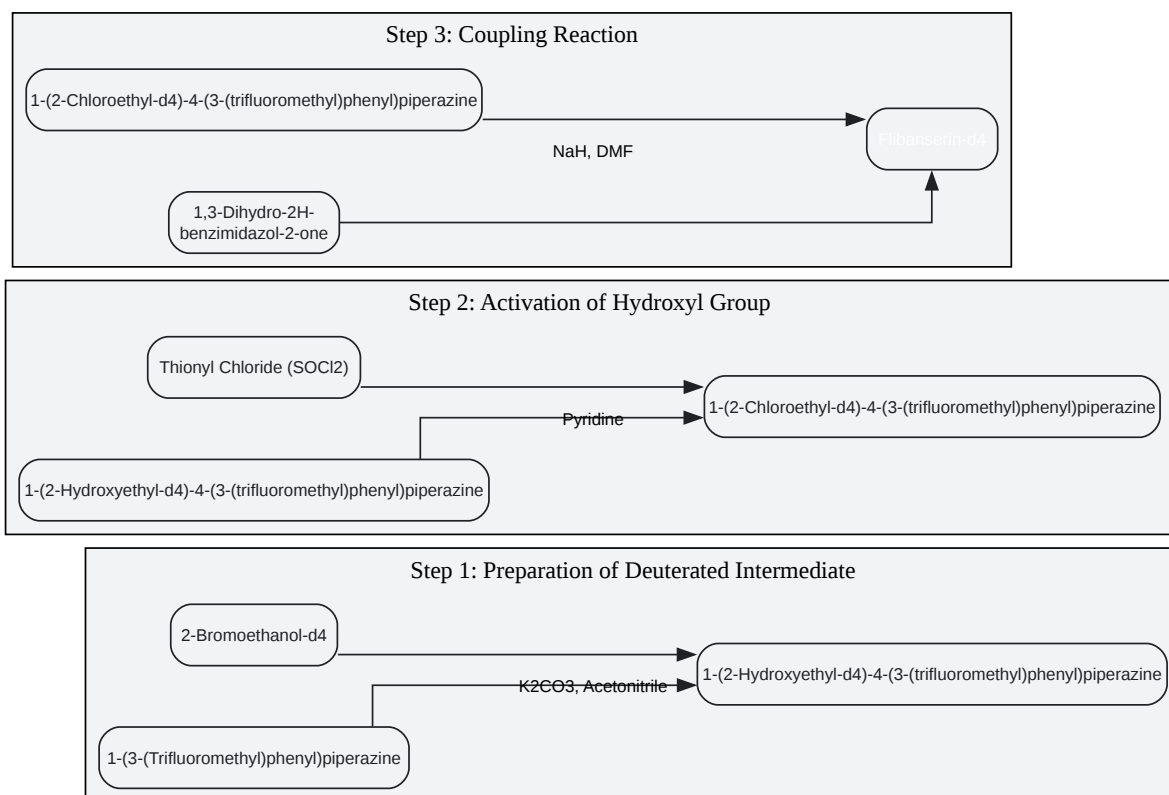 Step 3: Coupling Reaction
1-(2-Chloroethyl-d4)-4-(3-(trifluoromethyl)phenyl)piperazine
Flibanserin-d4
NaH, DMF
1,3-Dihydro-2H-
benzimidazol-2-one
Step 2: Activation of Hydroxyl Group
Thionyl Chloride (SOCl2)
1-(2-Chloroethyl-d4)-4-(3-(trifluoromethyl)phenyl)piperazine
Pyridine
1-(2-Hydroxyethyl-d4)-4-(3-(trifluoromethyl)phenyl)piperazine
Step 1: Preparation of Deuterated Intermediate
2-Bromoethanol-d4
1-(2-Hydroxyethyl-d4)-4-(3-(trifluoromethyl)phenyl)piperazine
K2CO3, Acetonitrile
1-(3-(Trifluoromethyl)phenyl)piperazine